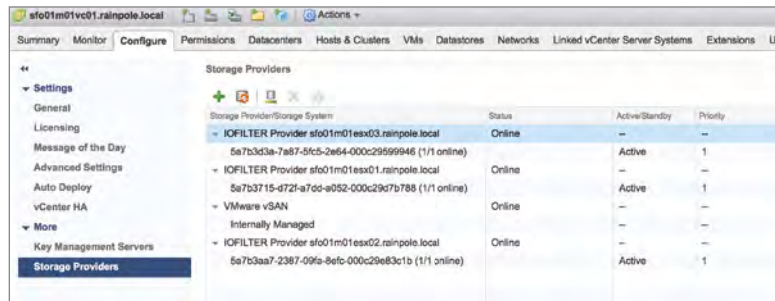 sfo01m01vc01.rainpole.local Actions
Summary Monitor Configure Permissions Datacenters Hosts & Clusters VMs Datastores Networks Linked vCenter Server Systems Extensions U
Storage Providers
Settings
General
Licensing
Message of the Day
Advanced Settings
Auto Deploy
vCenter HA
More
Key Management Servers
Storage Providers
Storage Provider/Storage System Status Active/Standby Priority
IOFILTER Provider sfo01m01esx03.rainpole.local Online -- --
5a7b3d3a-7a87-5fc5-2e64-000c29599946 (1/1 online) Active 1
IOFILTER Provider sfo01m01esx01.rainpole.local Online -- --
5a7b3715-d72f-a7dd-a052-000c29d7b788 (1/1 online) Active 1
VMware vSAN Online -- --
Internally Managed -- --
IOFILTER Provider sfo01m01esx02.rainpole.local Online -- --
5a7b3aa7-2387-09fa-8efc-000c29e83c1b (1/1 online) Active 1